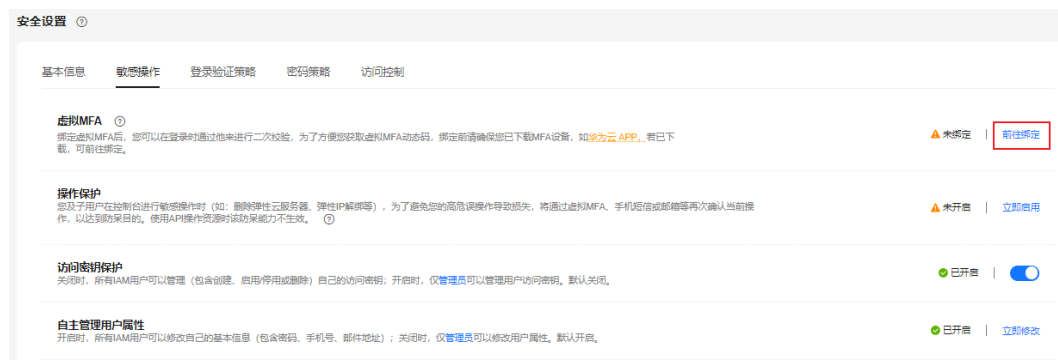 安全设置 ?
基本信息 敏感操作 登录验证策略 密码策略 访问控制
虚拟MFA ?
绑定虚拟MFA后，您可以在登录时通过他来进行二次校验，为了方便您获取虚拟MFA动态码，绑定前请确保您已下载MFA设备，如华为云 APP，若已下
载，可前往绑定。
未绑定 | 前往绑定
操作保护
您及子用户在控制台进行敏感操作时（如：删除弹性云服务器、弹性IP解绑等），为了避免您的高危误操作导致损失，将通过虚拟MFA、手机短信或邮箱等再次确认当前操
作，以达到防呆目的。使用API操作资源时该防呆能力不生效。 ?
未开启 | 立即启用
访问密钥保护
关闭时，所有IAM用户可以管理（包含创建、启用/停用或删除）自己的访问密钥；开启时，仅管理员可以管理用户访问密钥。默认关闭。
已开启 |
自主管理用户属性
开启时，所有IAM用户可以修改自己的基本信息（包含密码、手机号、邮件地址）；关闭时，仅管理员可以修改用户属性。默认开启。
已开启 | 立即修改